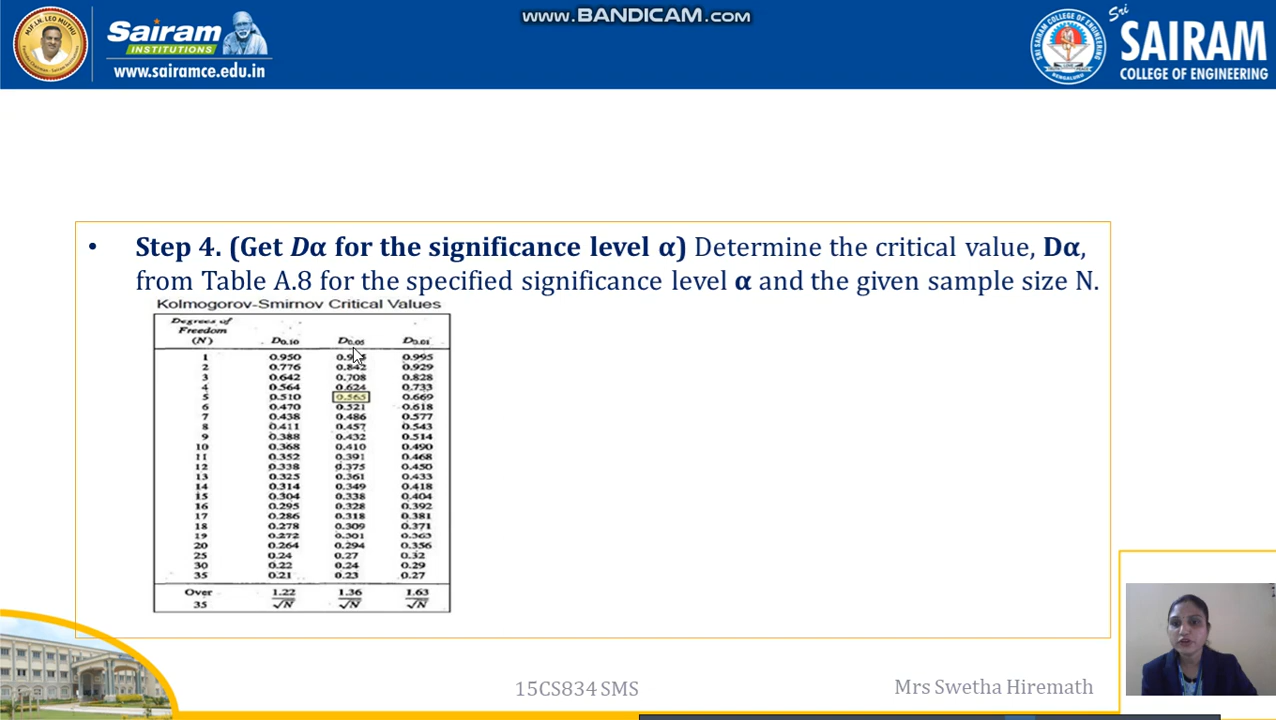 www.BANDICAM.com
MJF.LN. LEO MUTHU
Sairam
INSTITUTIONS
www.sairamce.edu.in
Sri
SAIRAM
COLLEGE OF ENGINEERING
• Step 4. (Get Dα for the significance level α) Determine the critical value, Dα,
from Table A.8 for the specified significance level α and the given sample size N.
Kolmogorov-Smirnov Critical Values
Degrees of
Freedom
(N) D0.10 D0.05 D0.01
1 0.950 0.995
2 0.776 0.842 0.929
3 0.642 0.708 0.828
4 0.564 0.624 0.733
5 0.510 0.565 0.669
6 0.470 0.521 0.618
7 0.438 0.486 0.577
8 0.411 0.457 0.543
9 0.388 0.432 0.514
10 0.368 0.410 0.490
11 0.352 0.391 0.468
12 0.338 0.375 0.450
13 0.325 0.361 0.433
14 0.314 0.349 0.418
15 0.304 0.338 0.404
16 0.295 0.328 0.392
17 0.286 0.318 0.381
18 0.278 0.309 0.371
19 0.272 0.301 0.363
20 0.264 0.294 0.356
25 0.24 0.27 0.32
30 0.22 0.24 0.29
35 0.21 0.23 0.27
Over 1.22 1.36 1.63
35 √N √N √N
15CS834 SMS
Mrs Swetha Hiremath